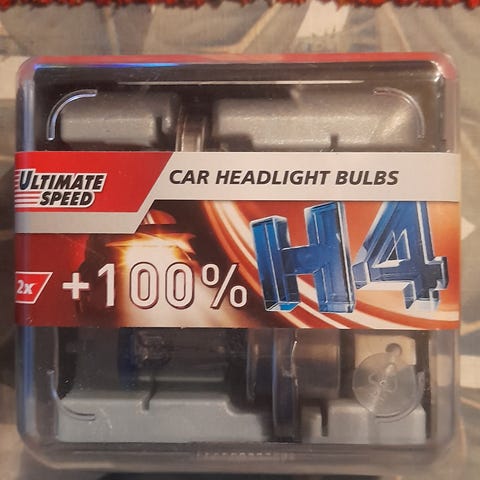 ULTIMATE
SPEED
CAR HEADLIGHT BULBS
2x
+100%
H4